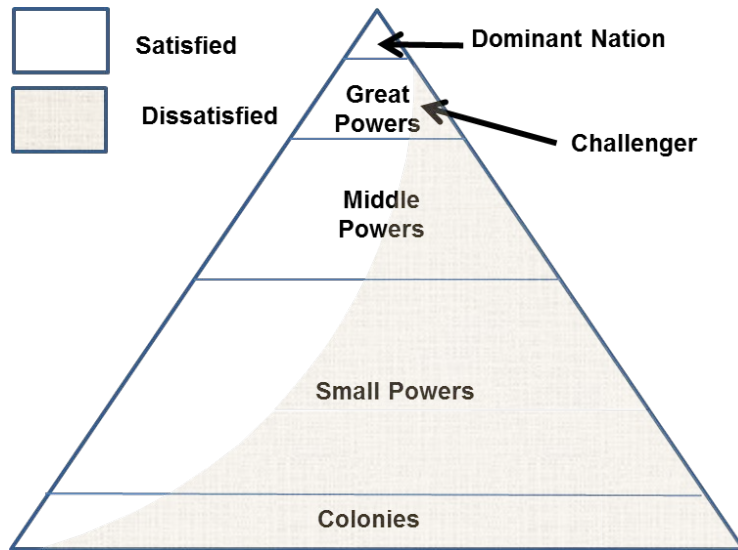 Satisfied
Dominant Nation
Dissatisfied
Great
Powers
Challenger
Middle
Powers
Small Powers
Colonies